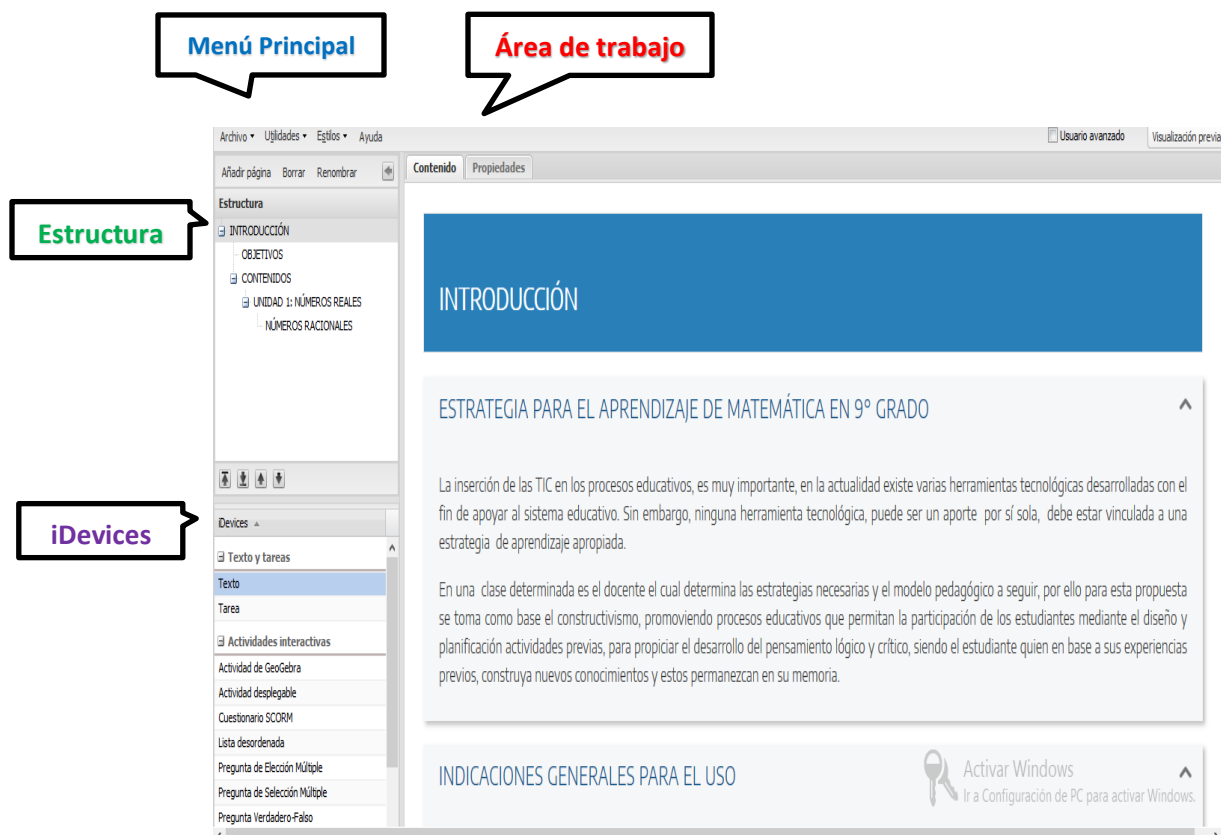 Menú Principal
Área de trabajo
Archivo Utilidades Estilos Ayuda
Usuario avanzado
Visualización previa
Añadir página Borrar Renombrar
Contenido Propiedades
Estructura
Estructura
INTRODUCCIÓN
OBJETIVOS
CONTENIDOS
UNIDAD 1: NÚMEROS REALES
NÚMEROS RACIONALES
iDevices
iDevices
Texto y tareas
Texto
Tarea
Actividades interactivas
Actividad de GeoGebra
Actividad desplegable
Cuestionario SCORM
Lista desordenada
Pregunta de Elección Múltiple
Pregunta de Selección Múltiple
Pregunta Verdadero-Falso
INTRODUCCIÓN
ESTRATEGIA PARA EL APRENDIZAJE DE MATEMÁTICA EN 9° GRADO
La inserción de las TIC en los procesos educativos, es muy importante, en la actualidad existe varias herramientas tecnológicas desarrolladas con el
fin de apoyar al sistema educativo. Sin embargo, ninguna herramienta tecnológica, puede ser un aporte por sí sola, debe estar vinculada a una
estrategia de aprendizaje apropiada.
En una clase determinada es el docente el cual determina las estrategias necesarias y el modelo pedagógico a seguir, por ello para esta propuesta
se toma como base el constructivismo, promoviendo procesos educativos que permitan la participación de los estudiantes mediante el diseño y
planificación actividades previas, para propiciar el desarrollo del pensamiento lógico y crítico, siendo el estudiante quien en base a sus experiencias
previos, construya nuevos conocimientos y estos permanezcan en su memoria.
INDICACIONES GENERALES PARA EL USO
Activar Windows
Ir a Configuración de PC para activar Windows.